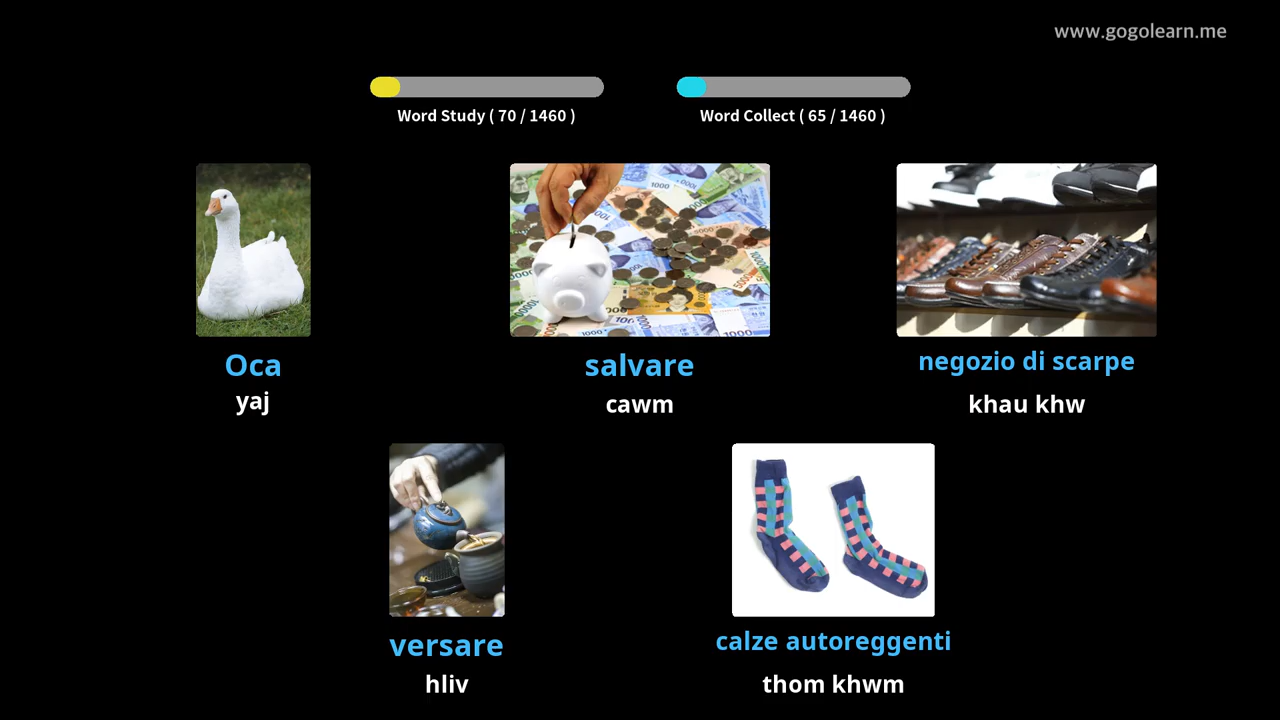 www.gogolearn.me
Word Study ( 70 / 1460 )
Word Collect ( 65 / 1460 )
Oca
yaj
salvare
cawm
negozio di scarpe
khau khw
versare
hliv
calze autoreggenti
thom khwm